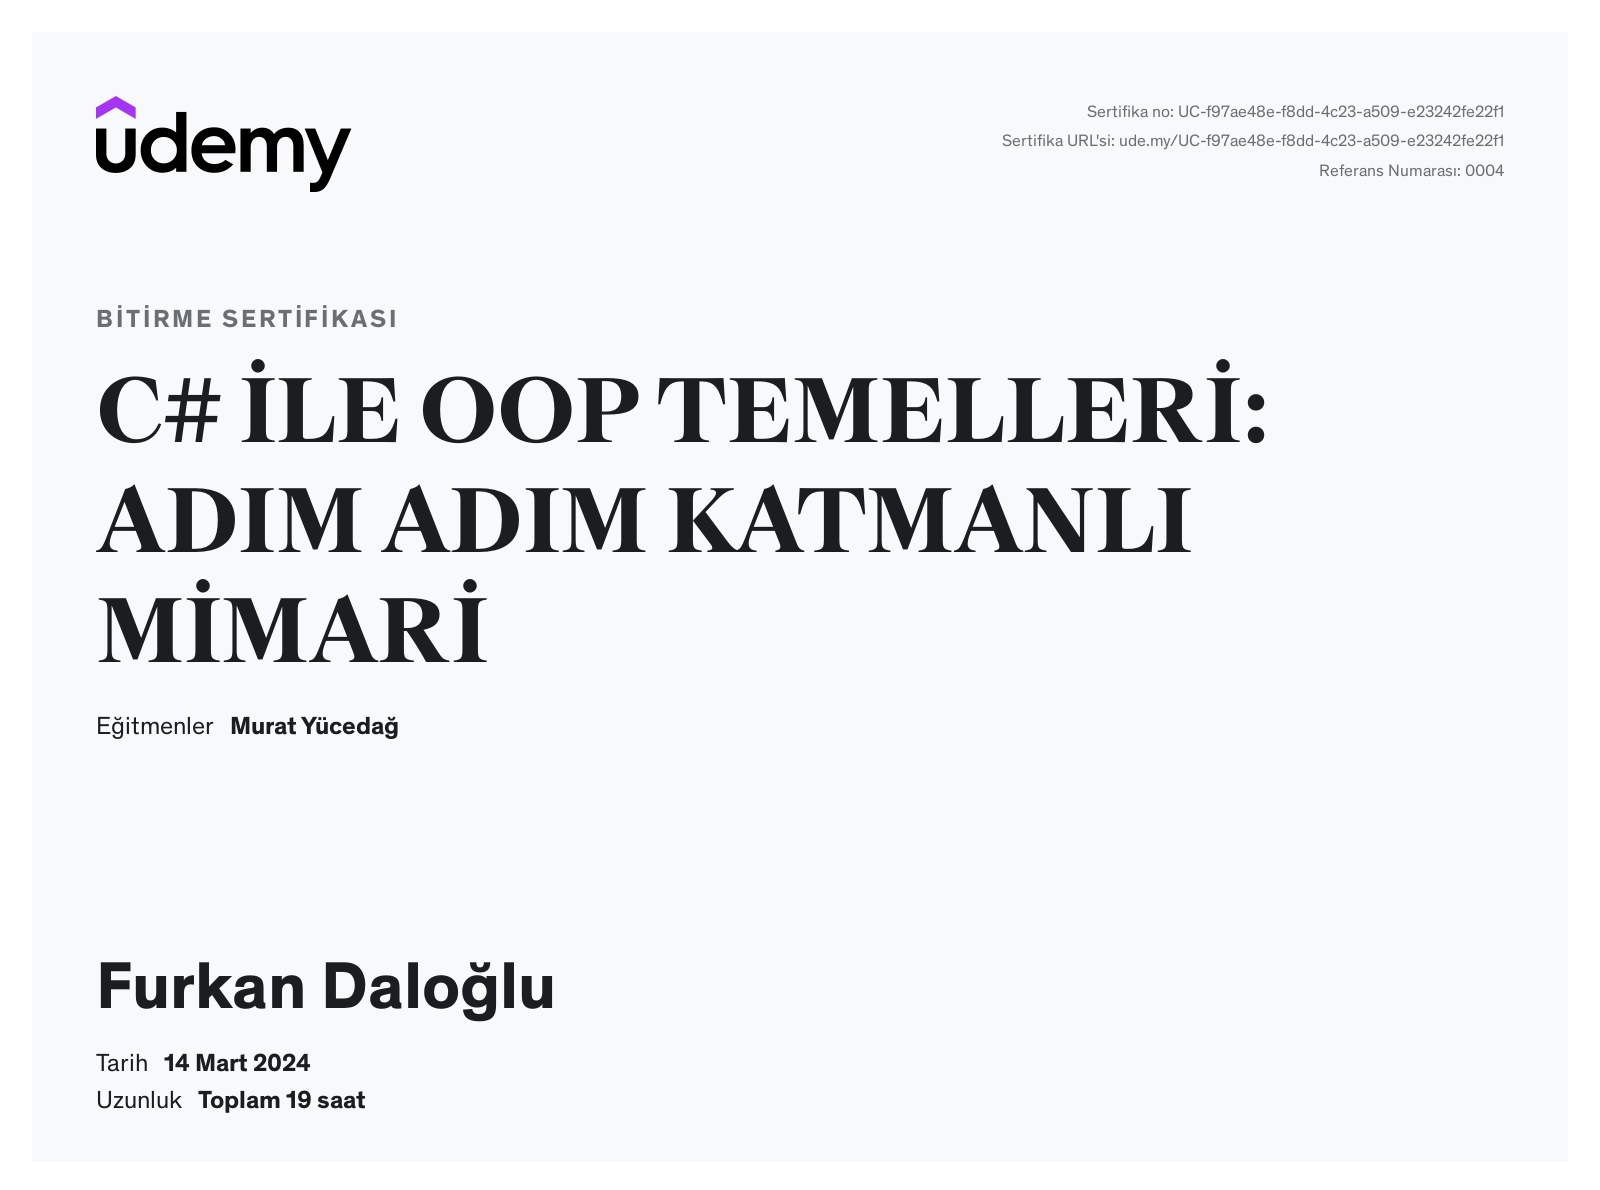 udemy
Sertifika no: UC-f97ae48e-f8dd-4c23-a509-e23242fe22f1
Sertifika URL'si: ude.my/UC-f97ae48e-f8dd-4c23-a509-e23242fe22f1
Referans Numarası: 0004
BİTİRME SERTİFİKASI
C# İLE OOP TEMELLERİ:
ADIM ADIM KATMANLI
MİMARİ
Eğitmenler Murat Yücedağ
Furkan Daloğlu
Tarih 14 Mart 2024
Uzunluk Toplam 19 saat